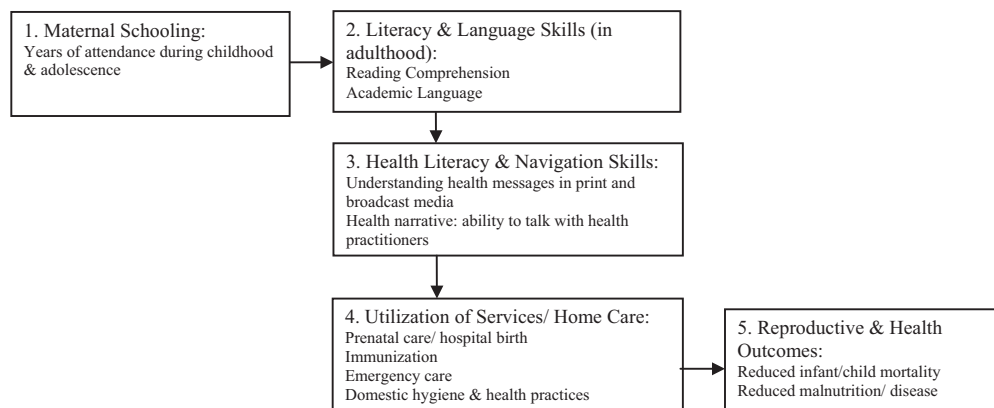 1. Maternal Schooling:
Years of attendance during childhood
& adolescence
2. Literacy & Language Skills (in
adulthood):
Reading Comprehension
Academic Language
3. Health Literacy & Navigation Skills:
Understanding health messages in print and
broadcast media
Health narrative: ability to talk with health
practitioners
4. Utilization of Services/ Home Care:
Prenatal care/ hospital birth
Immunization
Emergency care
Domestic hygiene & health practices
5. Reproductive & Health
Outcomes:
Reduced infant/child mortality
Reduced malnutrition/ disease